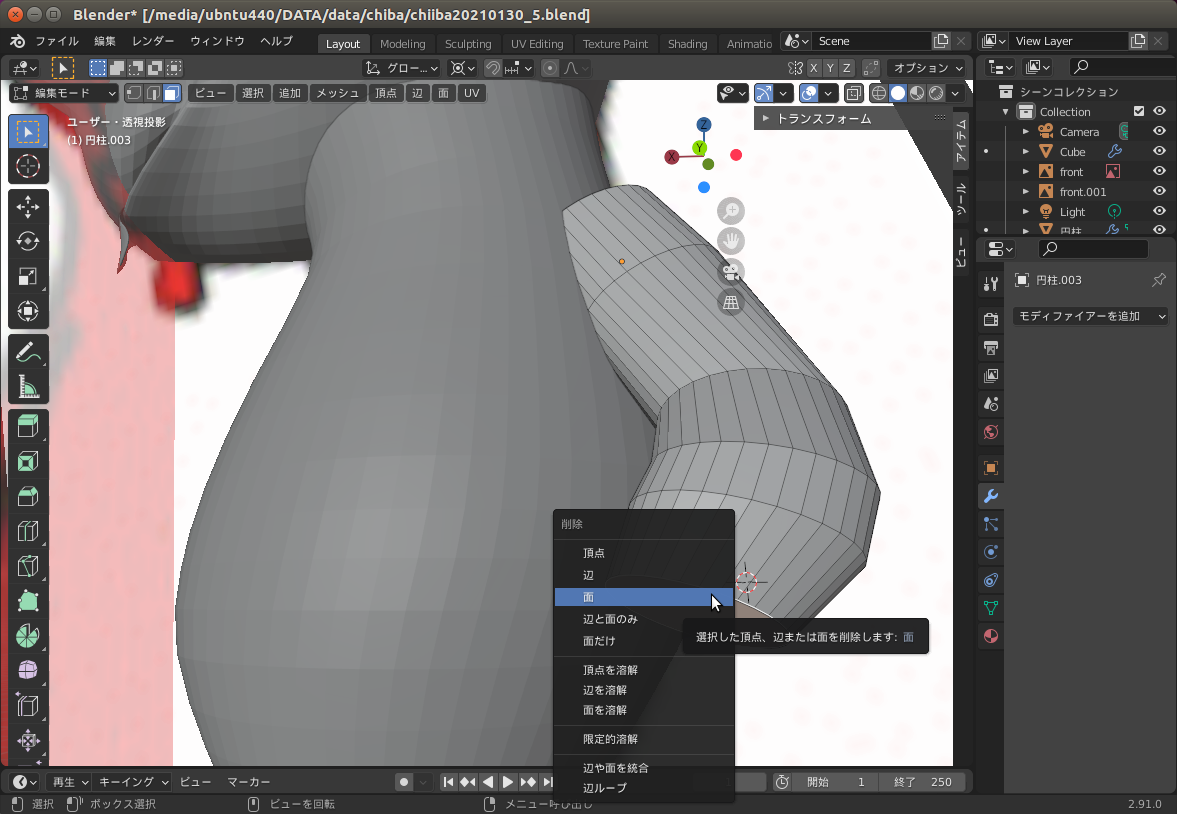 Blender* [/media/ubntu440/DATA/data/chiba/chiiba20210130_5.blend]
ファイル 編集 レンダー ウィンドウ ヘルプ Layout Modeling Sculpting UV Editing Texture Paint Shading Animatio Scene View Layer
グロー... X Y Z オプション
編集モード ビュー 選択 追加 メッシュ 頂点 辺 面 UV
ユーザー・透視投影
(1) 円柱.003
トランスフォーム
アイテム
ツール
ビュー
Z
X
Y
シーンコレクション
Collection
Camera
Cube
front
front.001
Light
円柱
円柱.003
モディファイアーを追加
削除
頂点
辺
面
辺と面のみ
面だけ
頂点を溶解
辺を溶解
面を溶解
限定的溶解
辺や面を統合
辺ループ
選択した頂点、辺または面を削除します: 面
再生 キーイング ビュー マーカー 開始 1 終了 250
選択 ボックス選択 ビューを回転 メニュー呼び出し 2.91.0